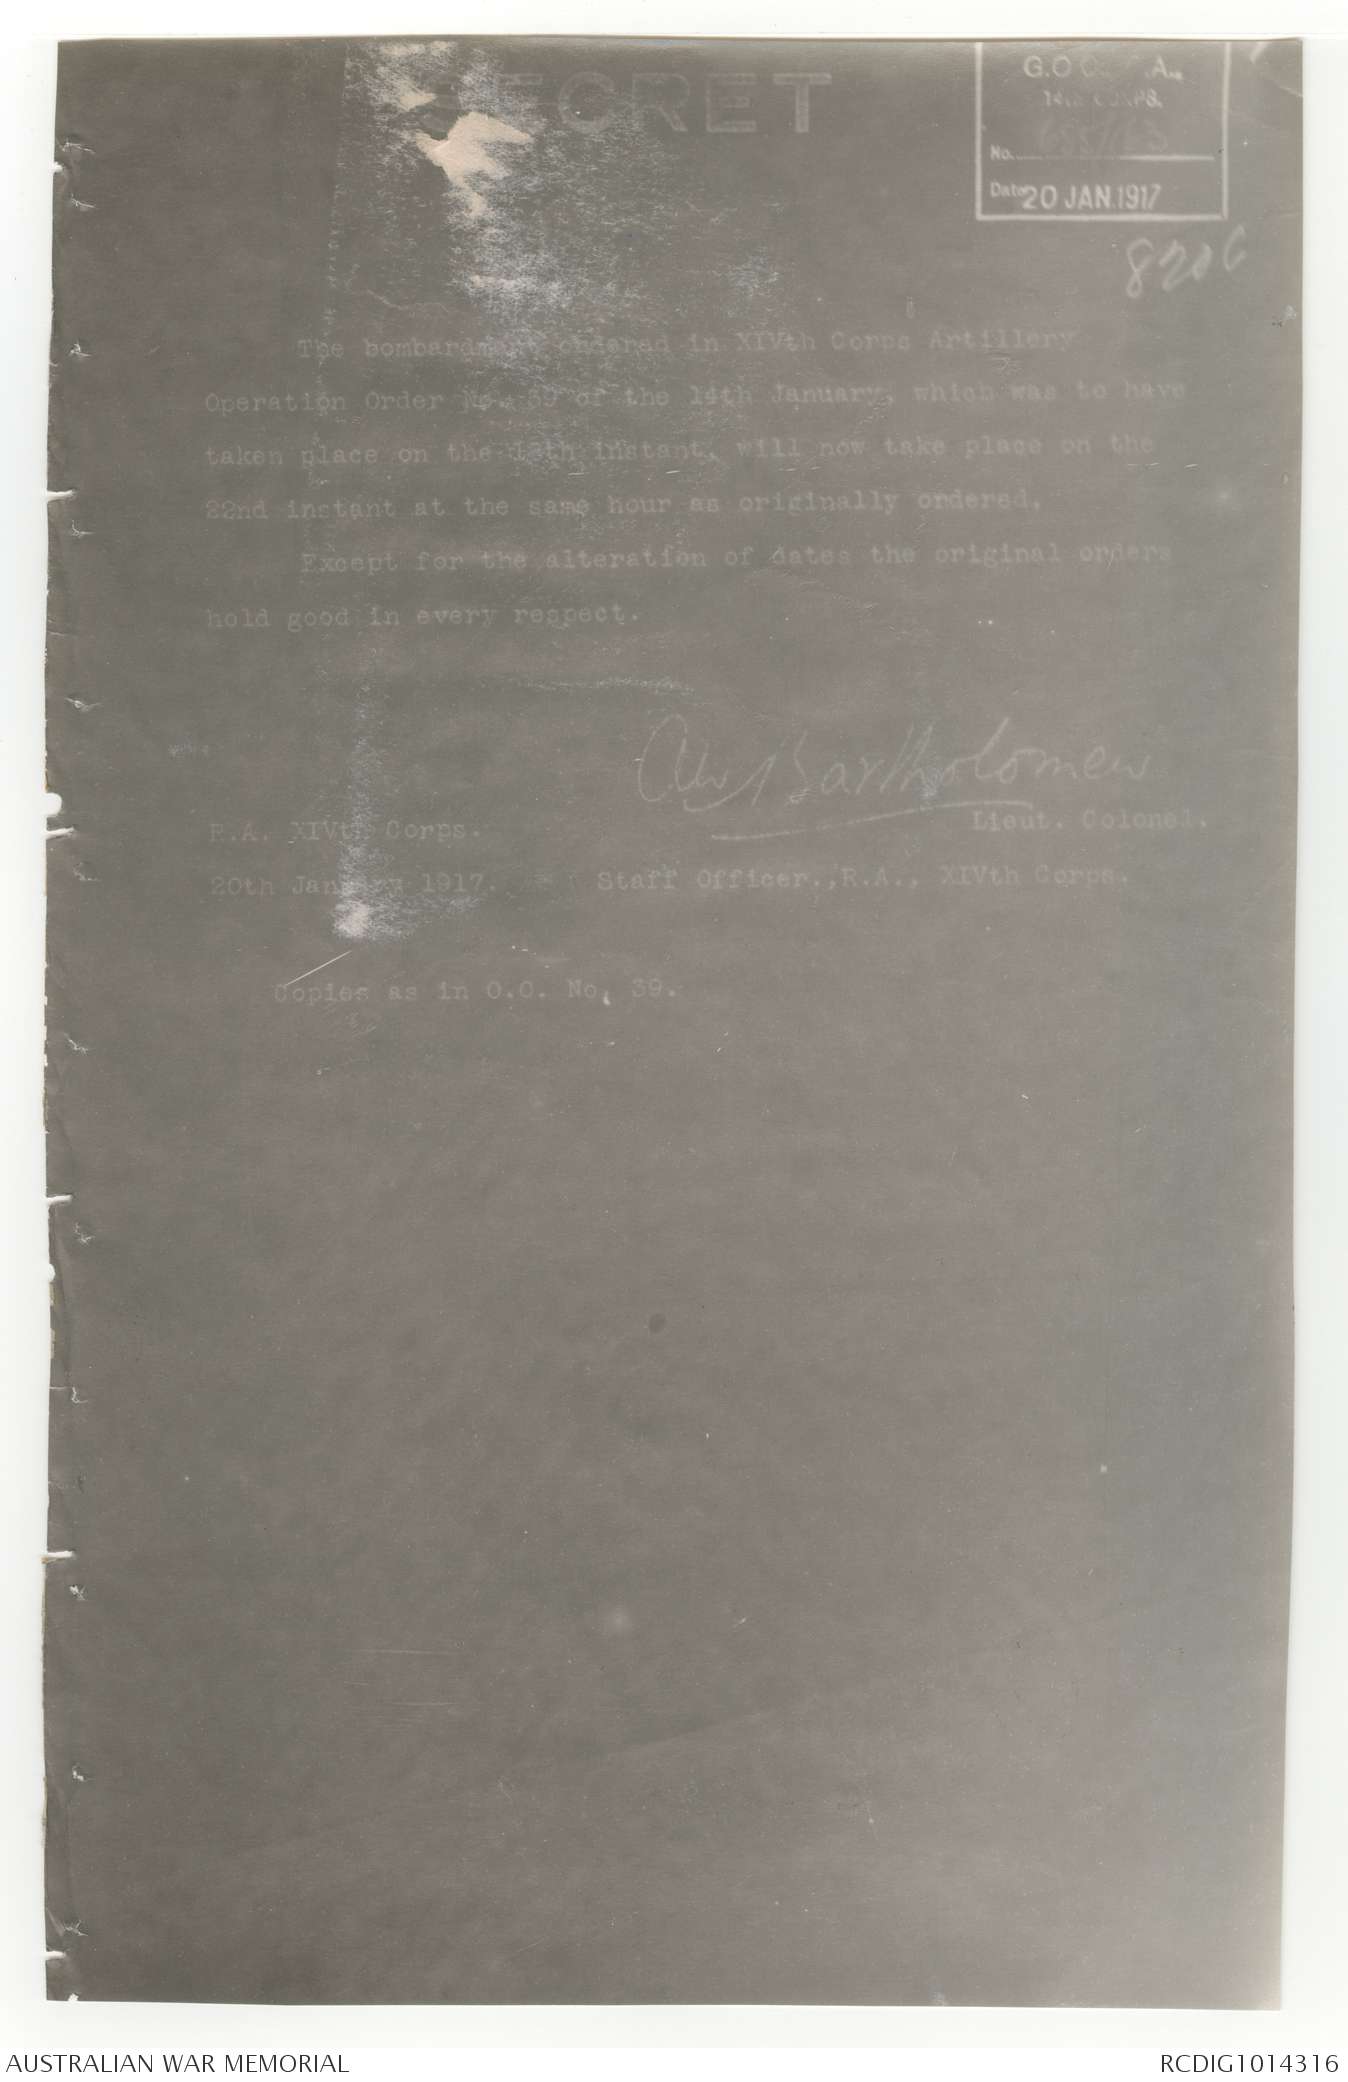 SECRET
G.O.C., R.A.,
14th CORPS.
No.
Date 20 JAN. 1917
8206
The bombardment ordered in XIVth Corps Artillery
Operation Order No. 39 of the 14th January, which was to have
taken place on the instant, will now take place on the
22nd instant at the same hour as originally ordered.
Except for the alteration of dates the original orders
hold good in every respect.
Bartholomew
R.A. XIVth Corps.
Lieut. Colonel.
20th January 1917. Staff Officer.,R.A., XIVth Corps.
Copies as in O.O. No. 39.
AUSTRALIAN WAR MEMORIAL
RCDIG1014316